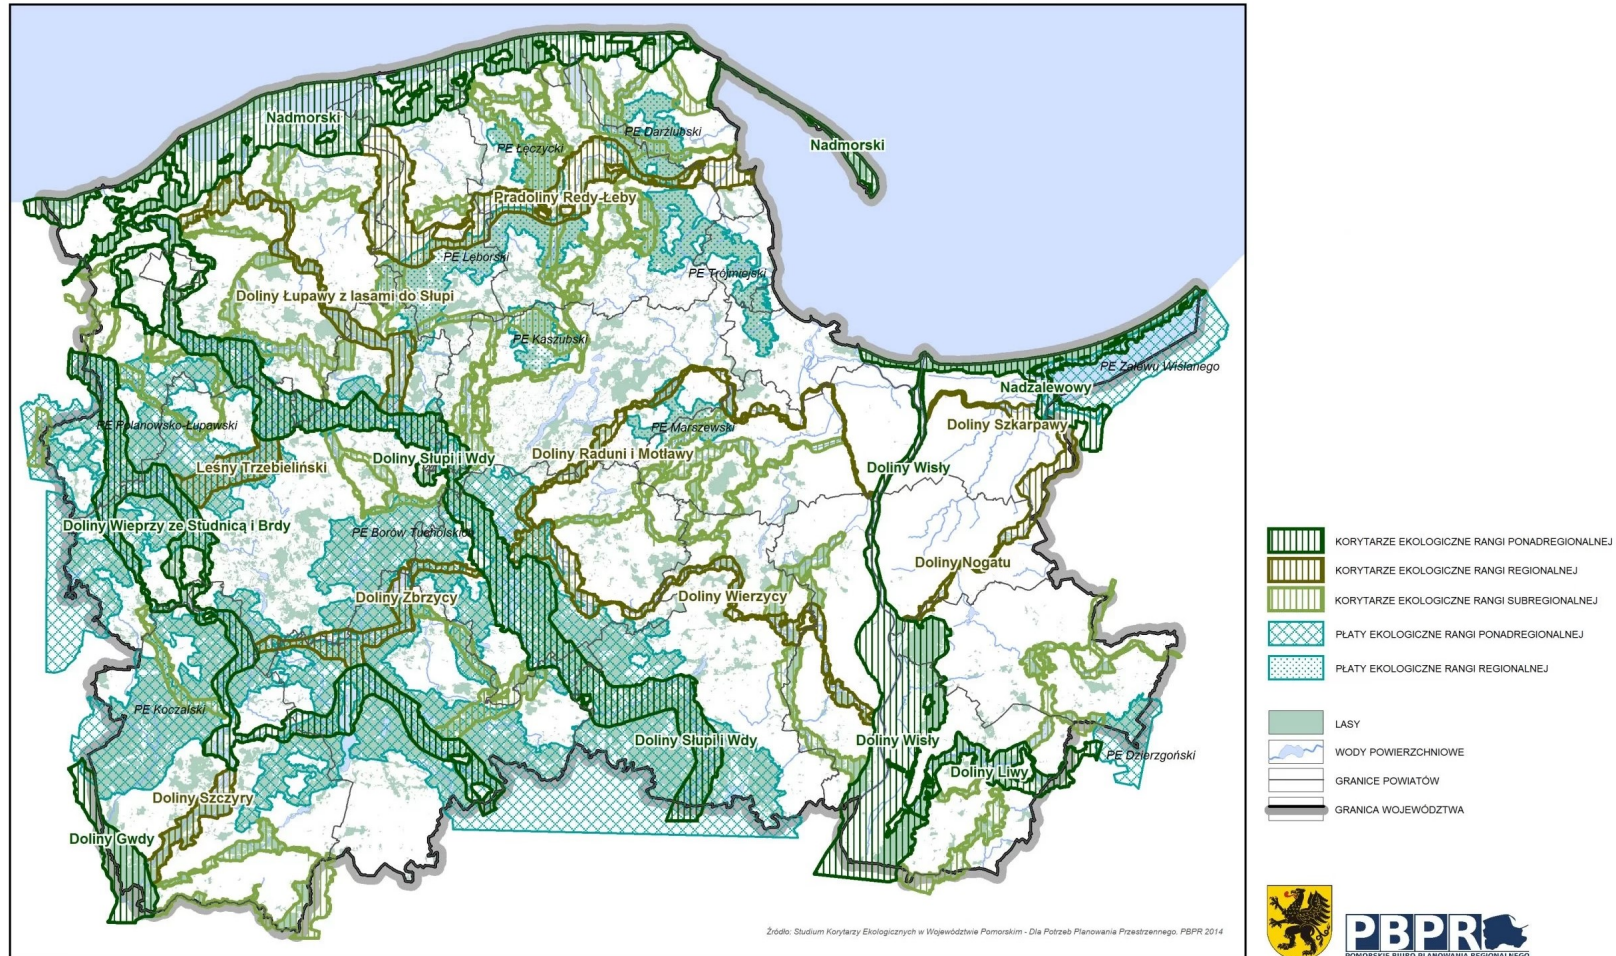 Nadmorski
Nadmorski
PE Darżlubski
PE Łęczycki
Pradoliny Redy-Łeby
PE Lęborski
PE Trójmiejski
Doliny Łupawy z lasami do Słupi
PE Kaszubski
PE Zalewu Wiślanego
Nadzalewowy
PE Polanowsko-Łupawski
PE Marszewski
Doliny Szkarpawy
Doliny Słupi i Wdy
Doliny Raduni i Motławy
Leśny Trzebieliński
Doliny Wisły
Doliny Wieprzy ze Studnicą i Brdy
PE Borów Tucholskich
Doliny Nogatu
Doliny Zbrzycy
Doliny Wierzycy
PE Koczalski
Doliny Słupi i Wdy
Doliny Wisły
PE Dzierzgoński
Doliny Liwy
Doliny Szczyry
Doliny Gwdy
KORYTARZE EKOLOGICZNE RANGI PONADREGIONALNEJ
KORYTARZE EKOLOGICZNE RANGI REGIONALNEJ
KORYTARZE EKOLOGICZNE RANGI SUBREGIONALNEJ
PŁATY EKOLOGICZNE RANGI PONADREGIONALNEJ
PŁATY EKOLOGICZNE RANGI REGIONALNEJ
LASY
WODY POWIERZCHNIOWE
GRANICE POWIATÓW
GRANICA WOJEWÓDZTWA
Źródło: Studium Korytarzy Ekologicznych w Województwie Pomorskim - Dla Potrzeb Planowania Przestrzennego. PBPR 2014
PBPR
POMORSKIE BIURO PLANOWANIA REGIONALNEGO